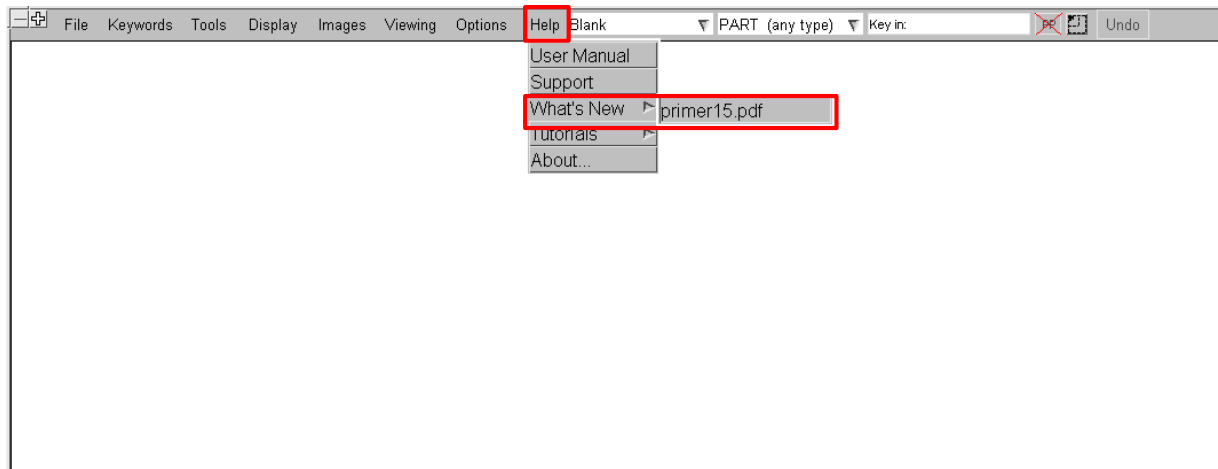 File Keywords Tools Display Images Viewing Options Help Blank PART (any type) Key in: PP Undo
User Manual
Support
What's New primer15.pdf
Tutorials
About...